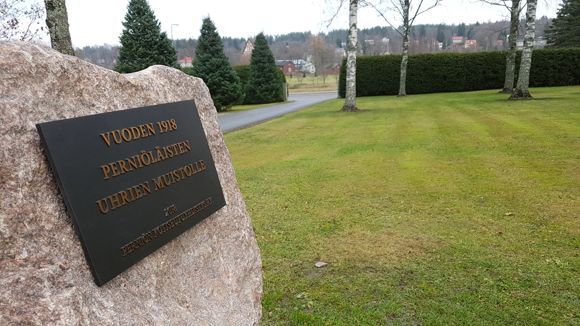 VUODEN 1918
PERNIÖLÄISTEN
UHRIEN MUISTOLLE